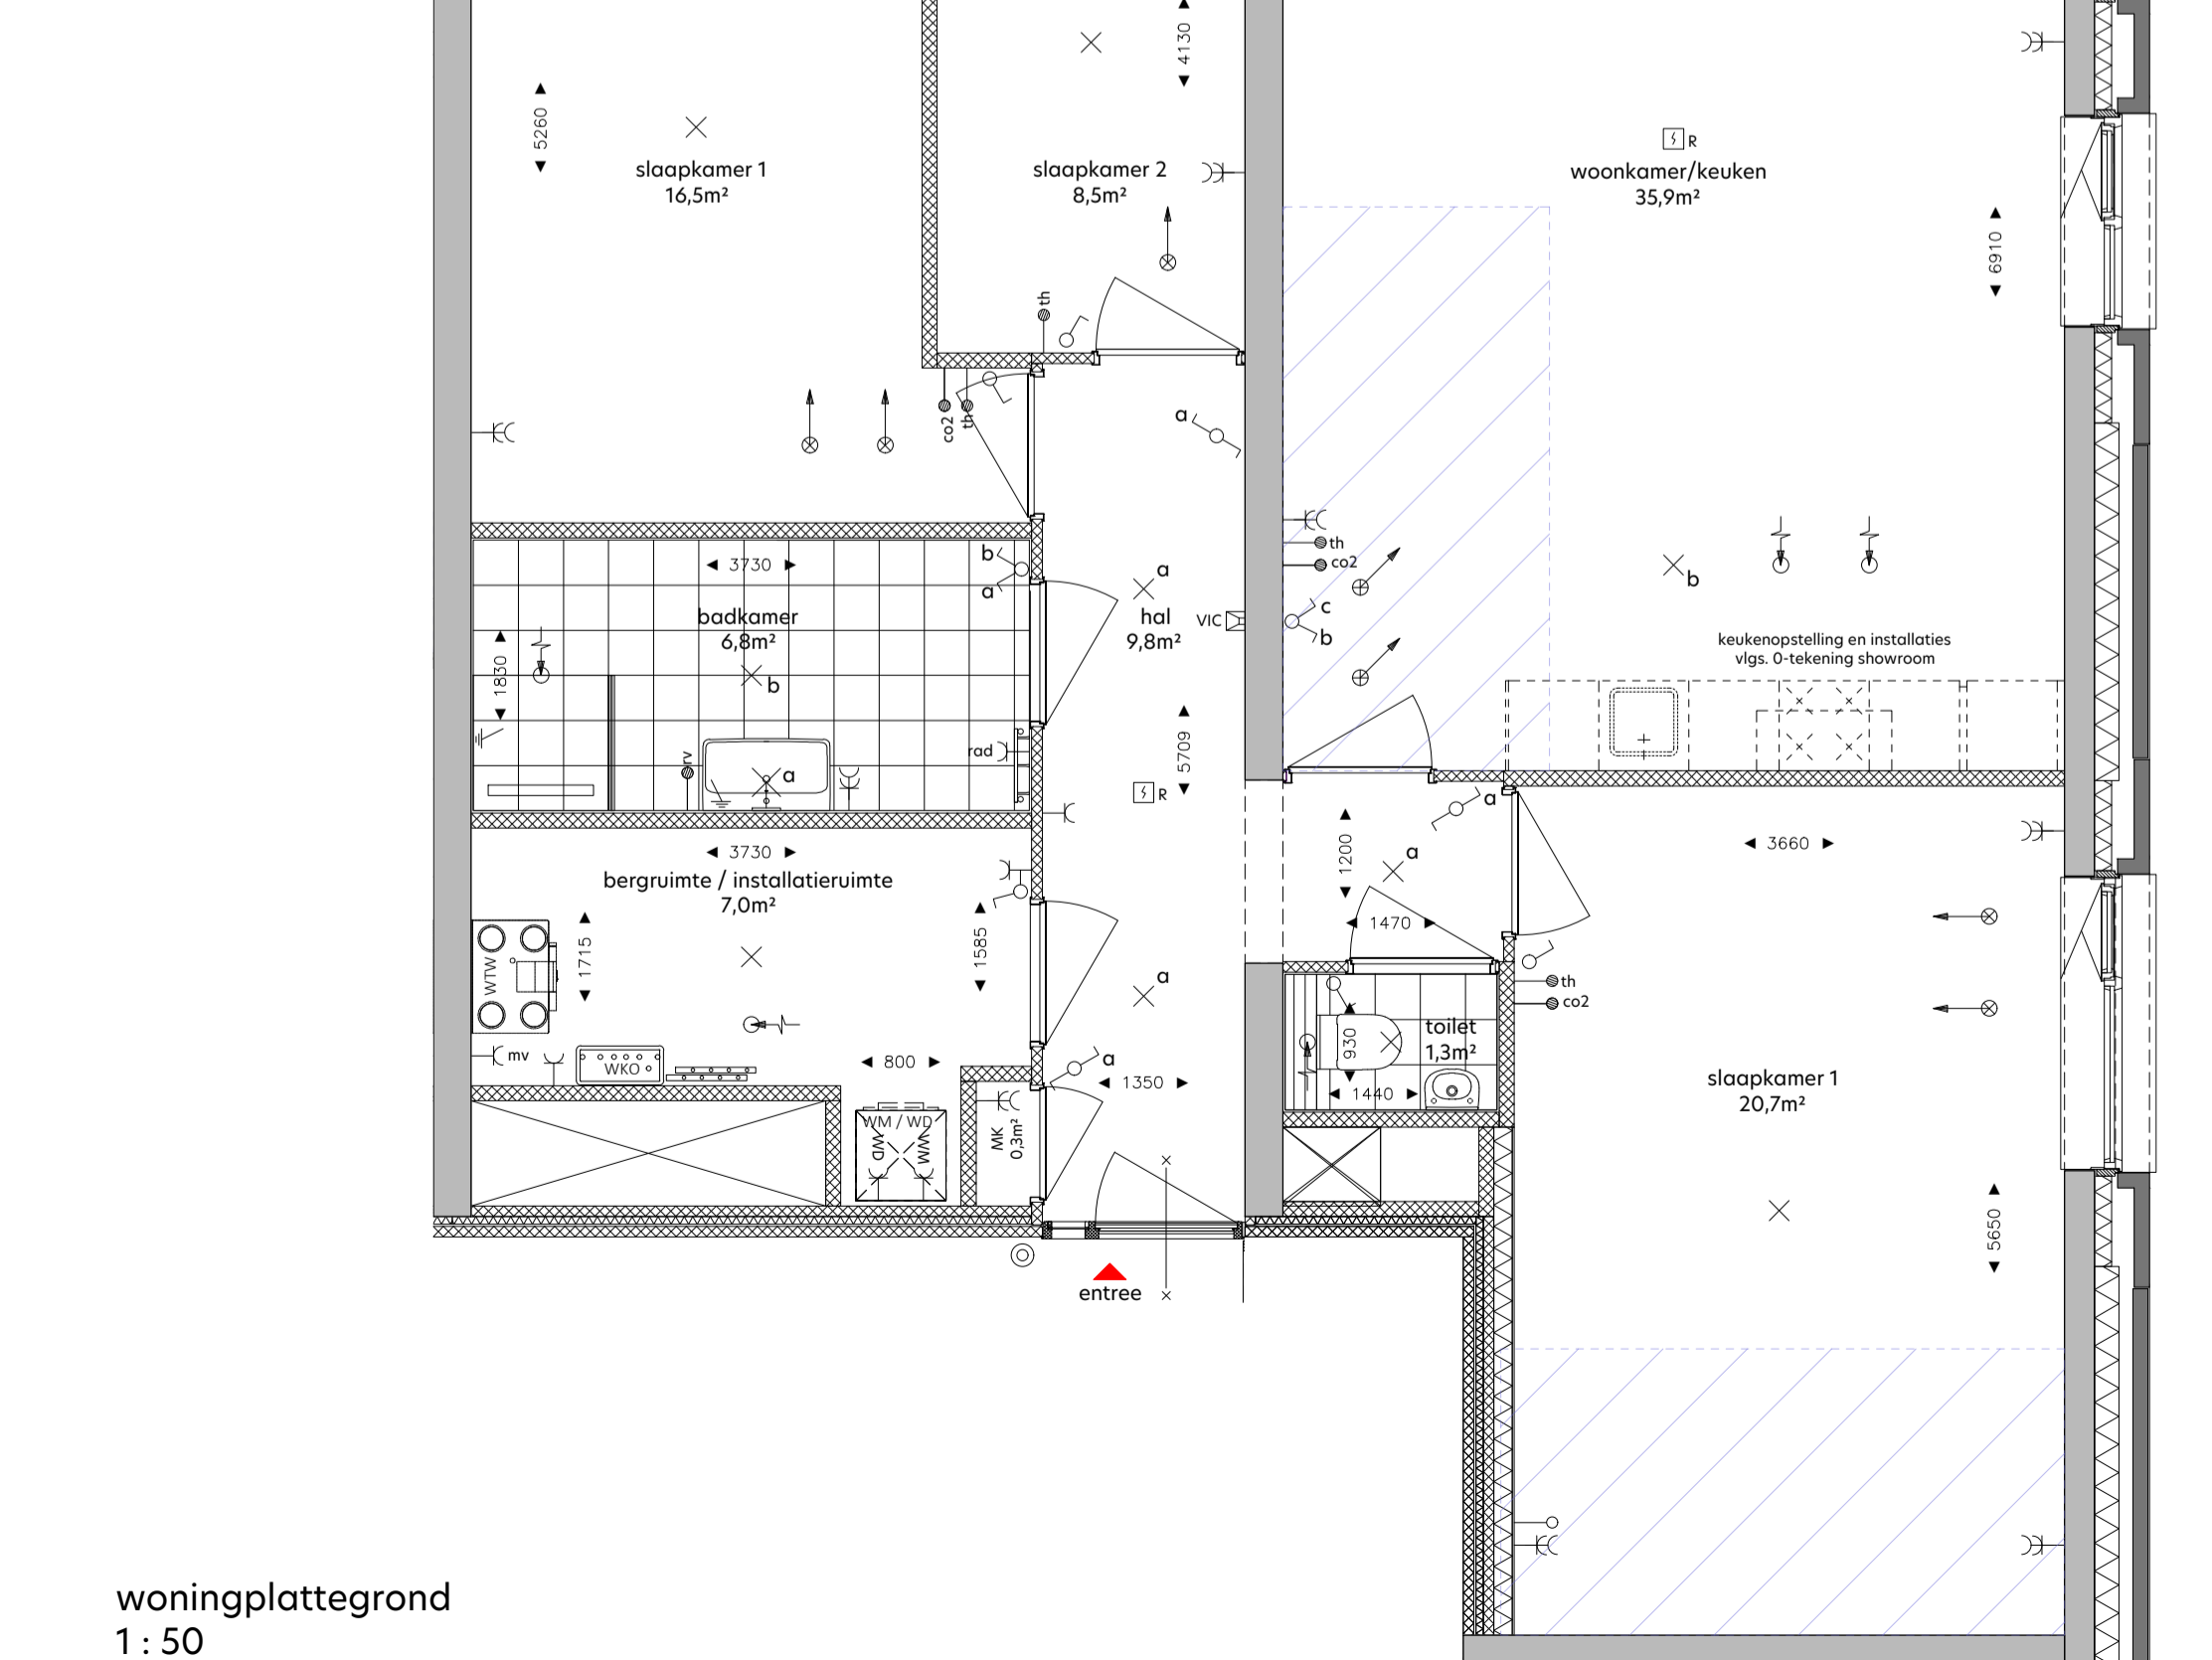 4130
5260
slaapkamer 1
16,5m²
slaapkamer 2
8,5m²
R
woonkamer/keuken
35,9m²
6910
th
co2
th
a
th
co2
b
a
3730
badkamer
6,8m²
b
1830
a
hal
9,8m²
VIC
c
b
b
keukenopstelling en installaties
vlgs. 0-tekening showroom
rv
a
rad
5709
R
a
3730
bergruimte / installatieruimte
7,0m²
1200
a
3660
1470
WTW
1715
1585
a
th
co2
mv
WKO
800
a
1350
930
toilet
1,3m²
1440
slaapkamer 1
20,7m²
WM / WD
WD
WM
MK
0,3m²
5650
entree
woningplattegrond
1 : 50